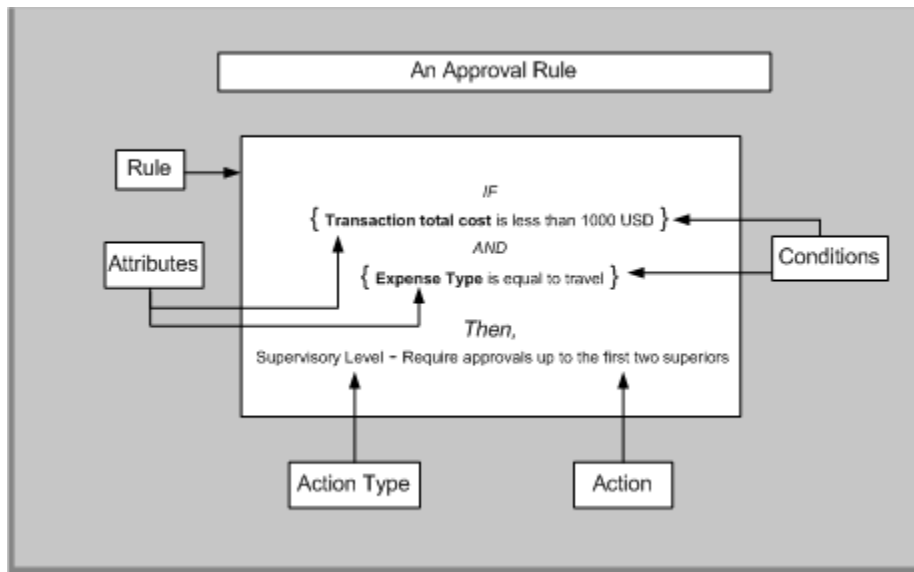 An Approval Rule
Rule
IF
{ Transaction total cost is less than 1000 USD }
AND
Attributes
Conditions
{ Expense Type is equal to travel }
Then,
Supervisory Level - Require approvals up to the first two superiors
Action Type
Action